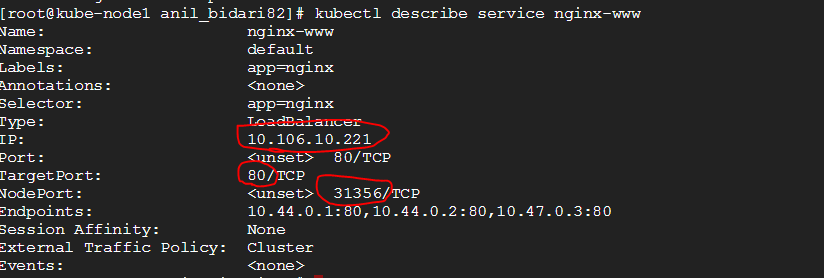 [root@kube-node1 anil_bidari82]# kubectl describe service nginx-www
Name: nginx-www
Namespace: default
Labels: app=nginx
Annotations: <none>
Selector: app=nginx
Type: LoadBalancer
IP: 10.106.10.221
Port: <unset> 80/TCP
TargetPort: 80/TCP
NodePort: <unset> 31356/TCP
Endpoints: 10.44.0.1:80,10.44.0.2:80,10.47.0.3:80
Session Affinity: None
External Traffic Policy: Cluster
Events: <none>